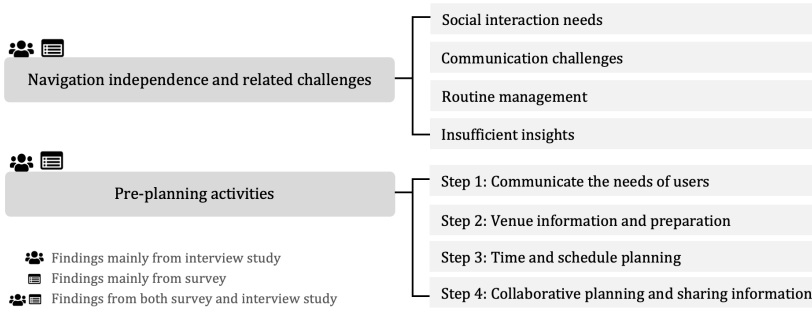 Social interaction needs
Communication challenges
Navigation independence and related challenges
Routine management
Insufficient insights
Step 1: Communicate the needs of users
Pre-planning activities
Step 2: Venue information and preparation
Step 3: Time and schedule planning
Step 4: Collaborative planning and sharing information
Findings mainly from interview study
Findings mainly from survey
Findings from both survey and interview study